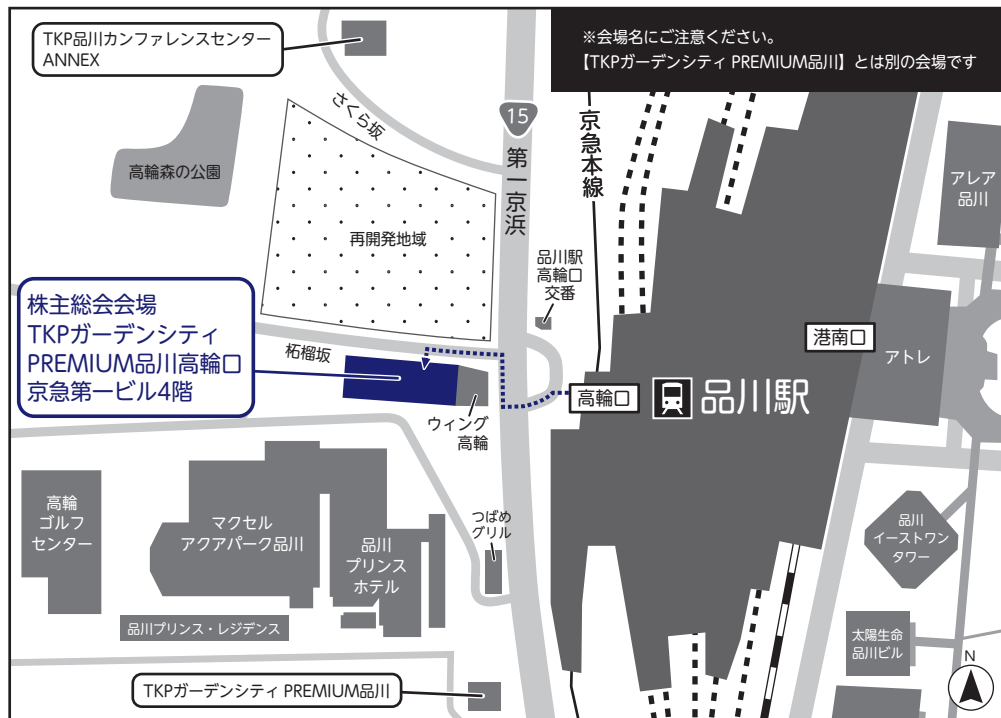 TKP品川カンファレンスセンター
ANNEX
※会場名にご注意ください。
【TKPガーデンシティ PREMIUM品川】とは別の会場です
さくら坂
15
第一京浜
京急本線
高輪森の公園
アレア
品川
再開発地域
品川駅
高輪口
交番
株主総会会場
TKPガーデンシティ
PREMIUM品川高輪口
京急第一ビル4階
柘榴坂
港南口
アトレ
高輪口
品川駅
ウィング
高輪
高輪
ゴルフ
センター
マクセル
アクアパーク品川
品川
プリンス
ホテル
つばめ
グリル
品川
イーストワン
タワー
品川プリンス・レジデンス
太陽生命
品川ビル
TKPガーデンシティ PREMIUM品川
N